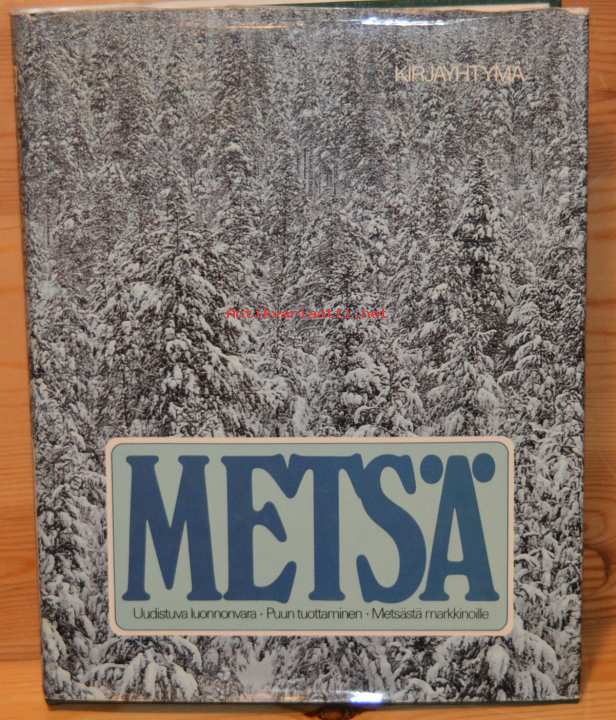 KIRJAYHTYMÄ
Antikvariaatti.net
METSÄ
Uudistuva luonnonvara • Puun tuottaminen • Metsästä markkinoille